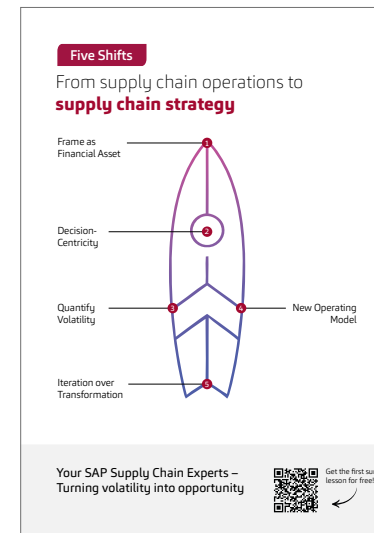 Five Shifts
From supply chain operations to
supply chain strategy
Frame as
Financial Asset
1
Decision-
Centricity
2
Quantify
Volatility
3
4
New Operating
Model
Iteration over
Transformation
5
Your SAP Supply Chain Experts –
Turning volatility into opportunity
Get the first
lesson for free!